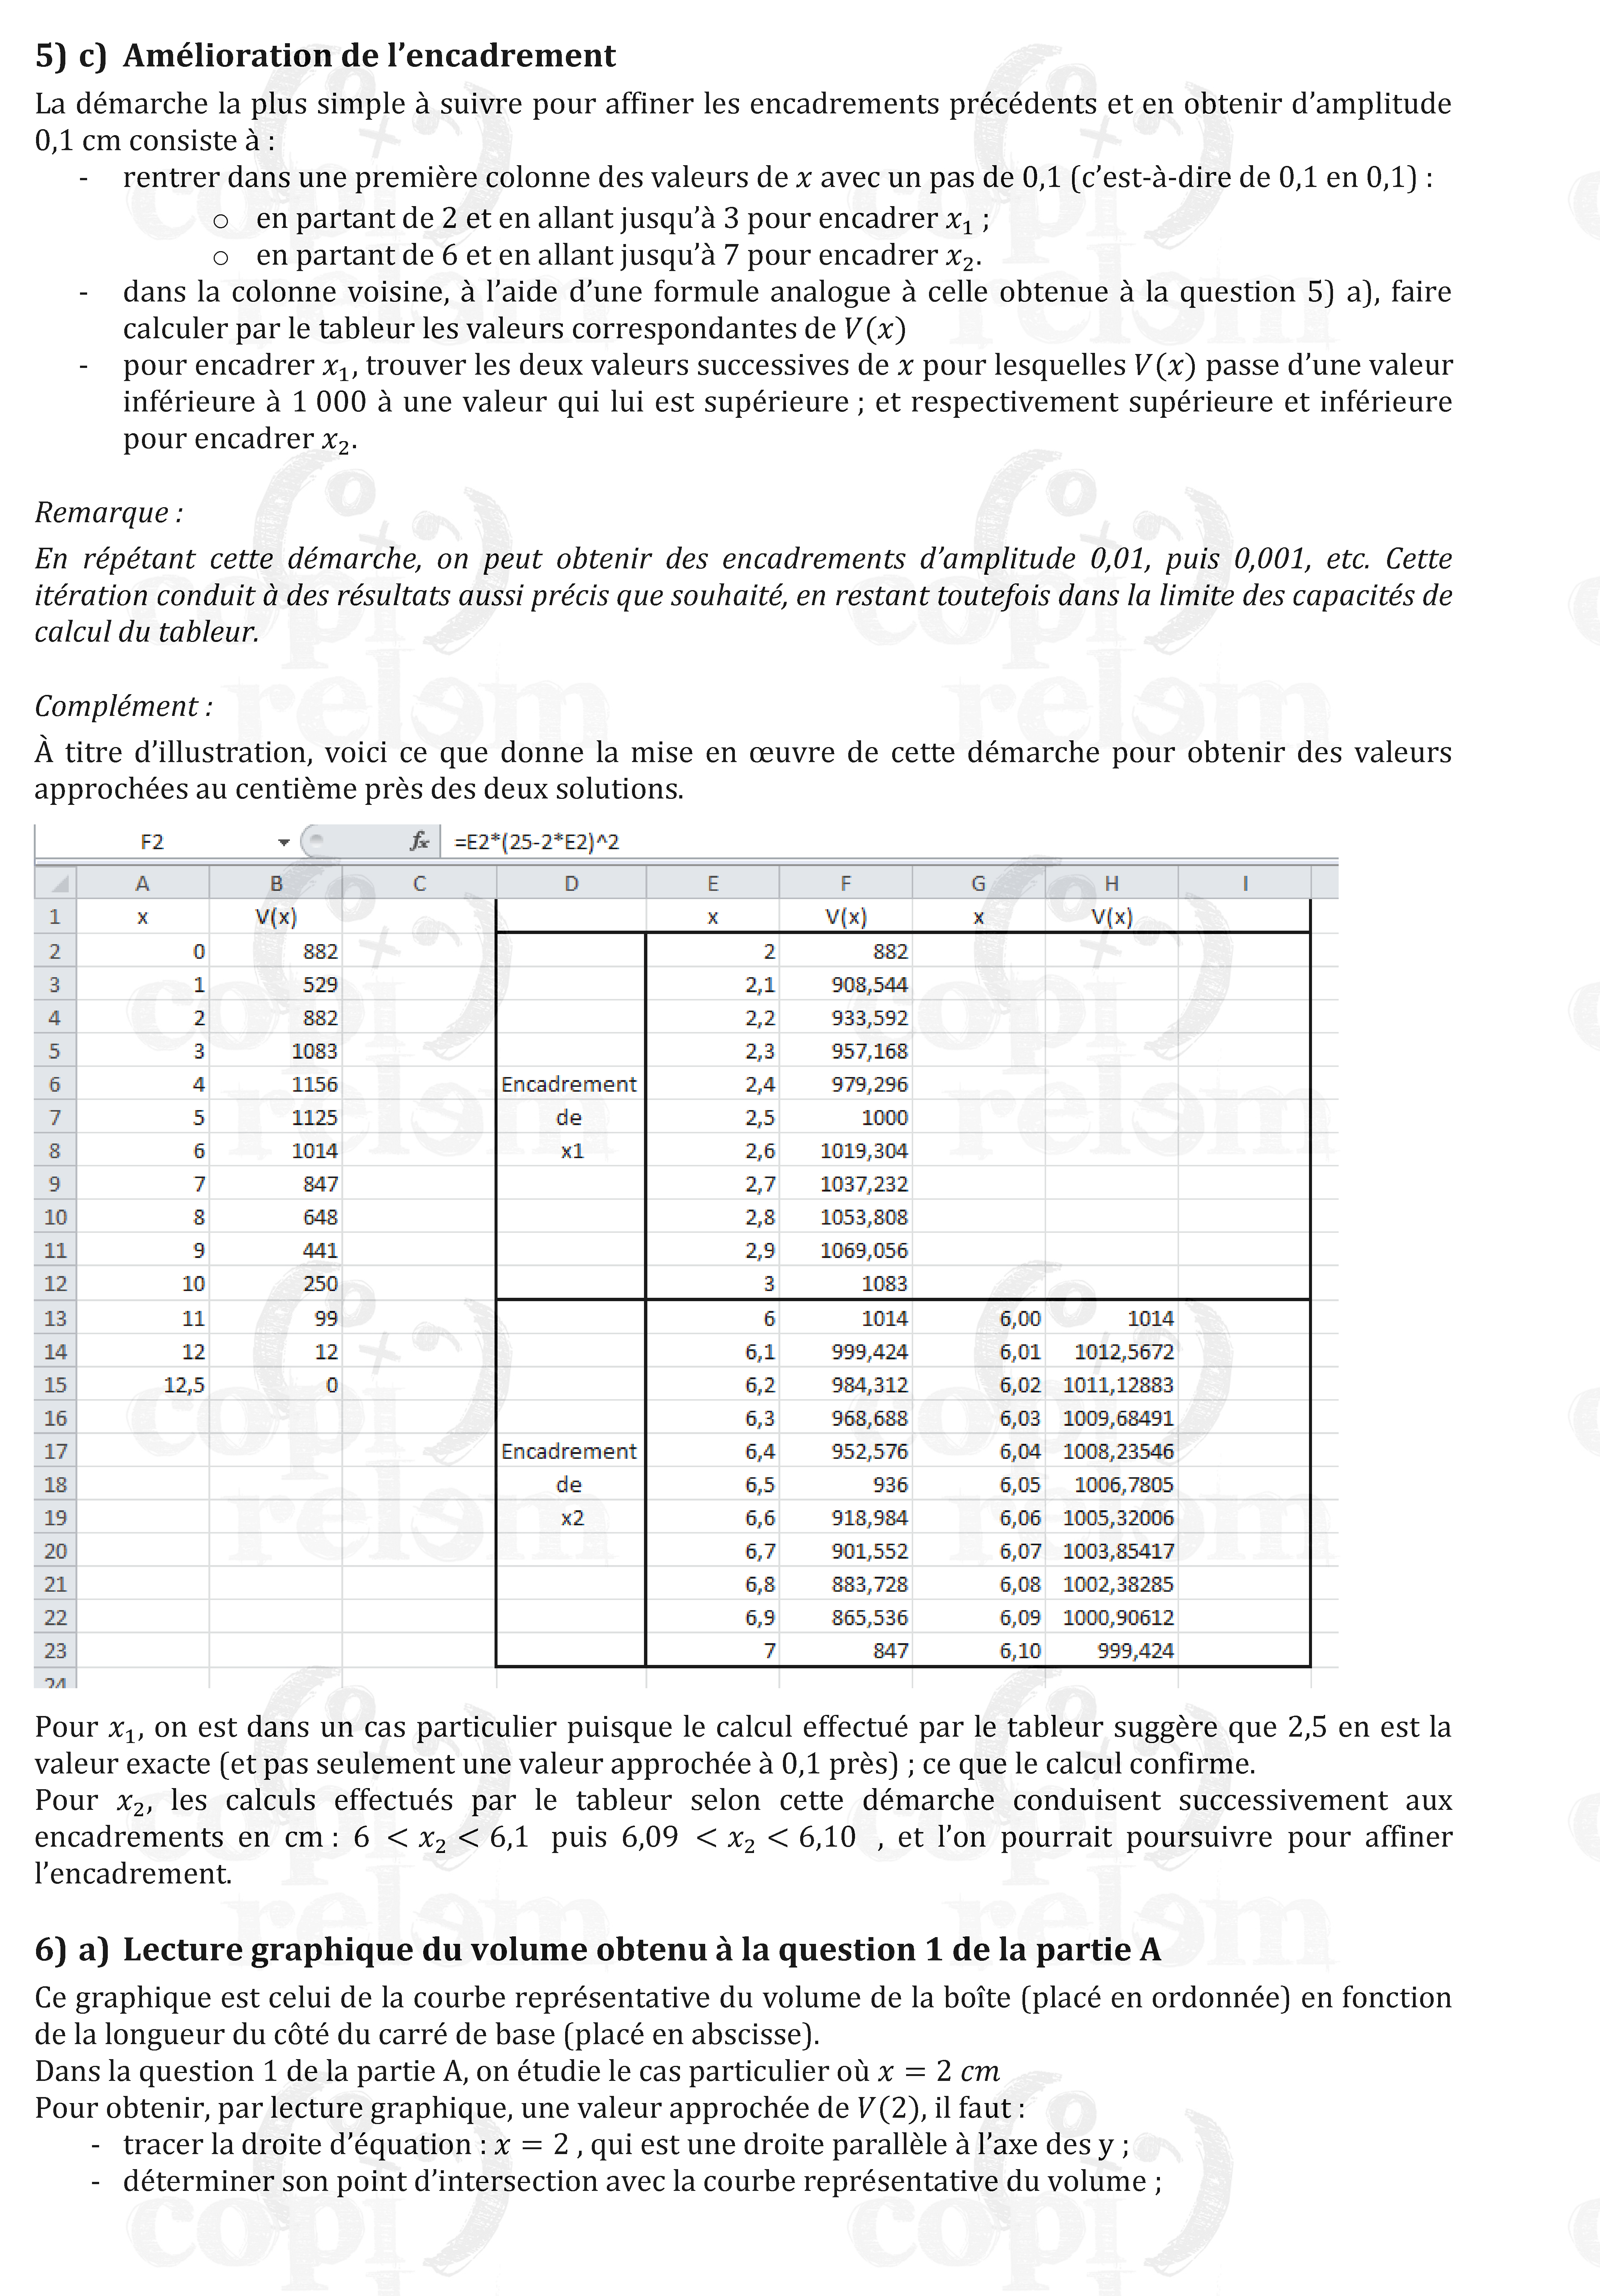 5) c) Amélioration de l’encadrement
La démarche la plus simple à suivre pour affiner les encadrements précédents et en obtenir d’amplitude
0,1 cm consiste à :
- rentrer dans une première colonne des valeurs de x avec un pas de 0,1 (c’est-à-dire de 0,1 en 0,1) :
o en partant de 2 et en allant jusqu’à 3 pour encadrer x₁ ;
o en partant de 6 et en allant jusqu’à 7 pour encadrer x₂.
- dans la colonne voisine, à l’aide d’une formule analogue à celle obtenue à la question 5) a), faire
calculer par le tableur les valeurs correspondantes de V(x)
- pour encadrer x₁, trouver les deux valeurs successives de x pour lesquelles V(x) passe d’une valeur
inférieure à 1 000 à une valeur qui lui est supérieure ; et respectivement supérieure et inférieure
pour encadrer x₂.
Remarque :
En répétant cette démarche, on peut obtenir des encadrements d’amplitude 0,01, puis 0,001, etc. Cette
itération conduit à des résultats aussi précis que souhaité, en restant toutefois dans la limite des capacités de
calcul du tableur.
Complément :
À titre d’illustration, voici ce que donne la mise en œuvre de cette démarche pour obtenir des valeurs
approchées au centième près des deux solutions.
F2 fx =E2*(25-2*E2)^2
A B C D E F G H I
1 x V(x) x V(x) x V(x)
2 0 882 2 882
3 1 529 2,1 908,544
4 2 882 2,2 933,592
5 3 1083 2,3 957,168
6 4 1156 Encadrement 2,4 979,296
7 5 1125 de 2,5 1000
8 6 1014 x1 2,6 1019,304
9 7 847 2,7 1037,232
10 8 648 2,8 1053,808
11 9 441 2,9 1069,056
12 10 250 3 1083
13 11 99 6 1014 6,00 1014
14 12 12 6,1 999,424 6,01 1012,5672
15 12,5 0 6,2 984,312 6,02 1011,12883
16 6,3 968,688 6,03 1009,68491
17 Encadrement 6,4 952,576 6,04 1008,23546
18 de 6,5 936 6,05 1006,7805
19 x2 6,6 918,984 6,06 1005,32006
20 6,7 901,552 6,07 1003,85417
21 6,8 883,728 6,08 1002,38285
22 6,9 865,536 6,09 1000,90612
23 7 847 6,10 999,424
24
Pour x₁, on est dans un cas particulier puisque le calcul effectué par le tableur suggère que 2,5 en est la
valeur exacte (et pas seulement une valeur approchée à 0,1 près) ; ce que le calcul confirme.
Pour x₂, les calculs effectués par le tableur selon cette démarche conduisent successivement aux
encadrements en cm : 6 < x₂ < 6,1 puis 6,09 < x₂ < 6,10 , et l’on pourrait poursuivre pour affiner
l’encadrement.
6) a) Lecture graphique du volume obtenu à la question 1 de la partie A
Ce graphique est celui de la courbe représentative du volume de la boîte (placé en ordonnée) en fonction
de la longueur du côté du carré de base (placé en abscisse).
Dans la question 1 de la partie A, on étudie le cas particulier où x = 2 cm
Pour obtenir, par lecture graphique, une valeur approchée de V(2), il faut :
- tracer la droite d’équation : x = 2 , qui est une droite parallèle à l’axe des y ;
- déterminer son point d’intersection avec la courbe représentative du volume ;